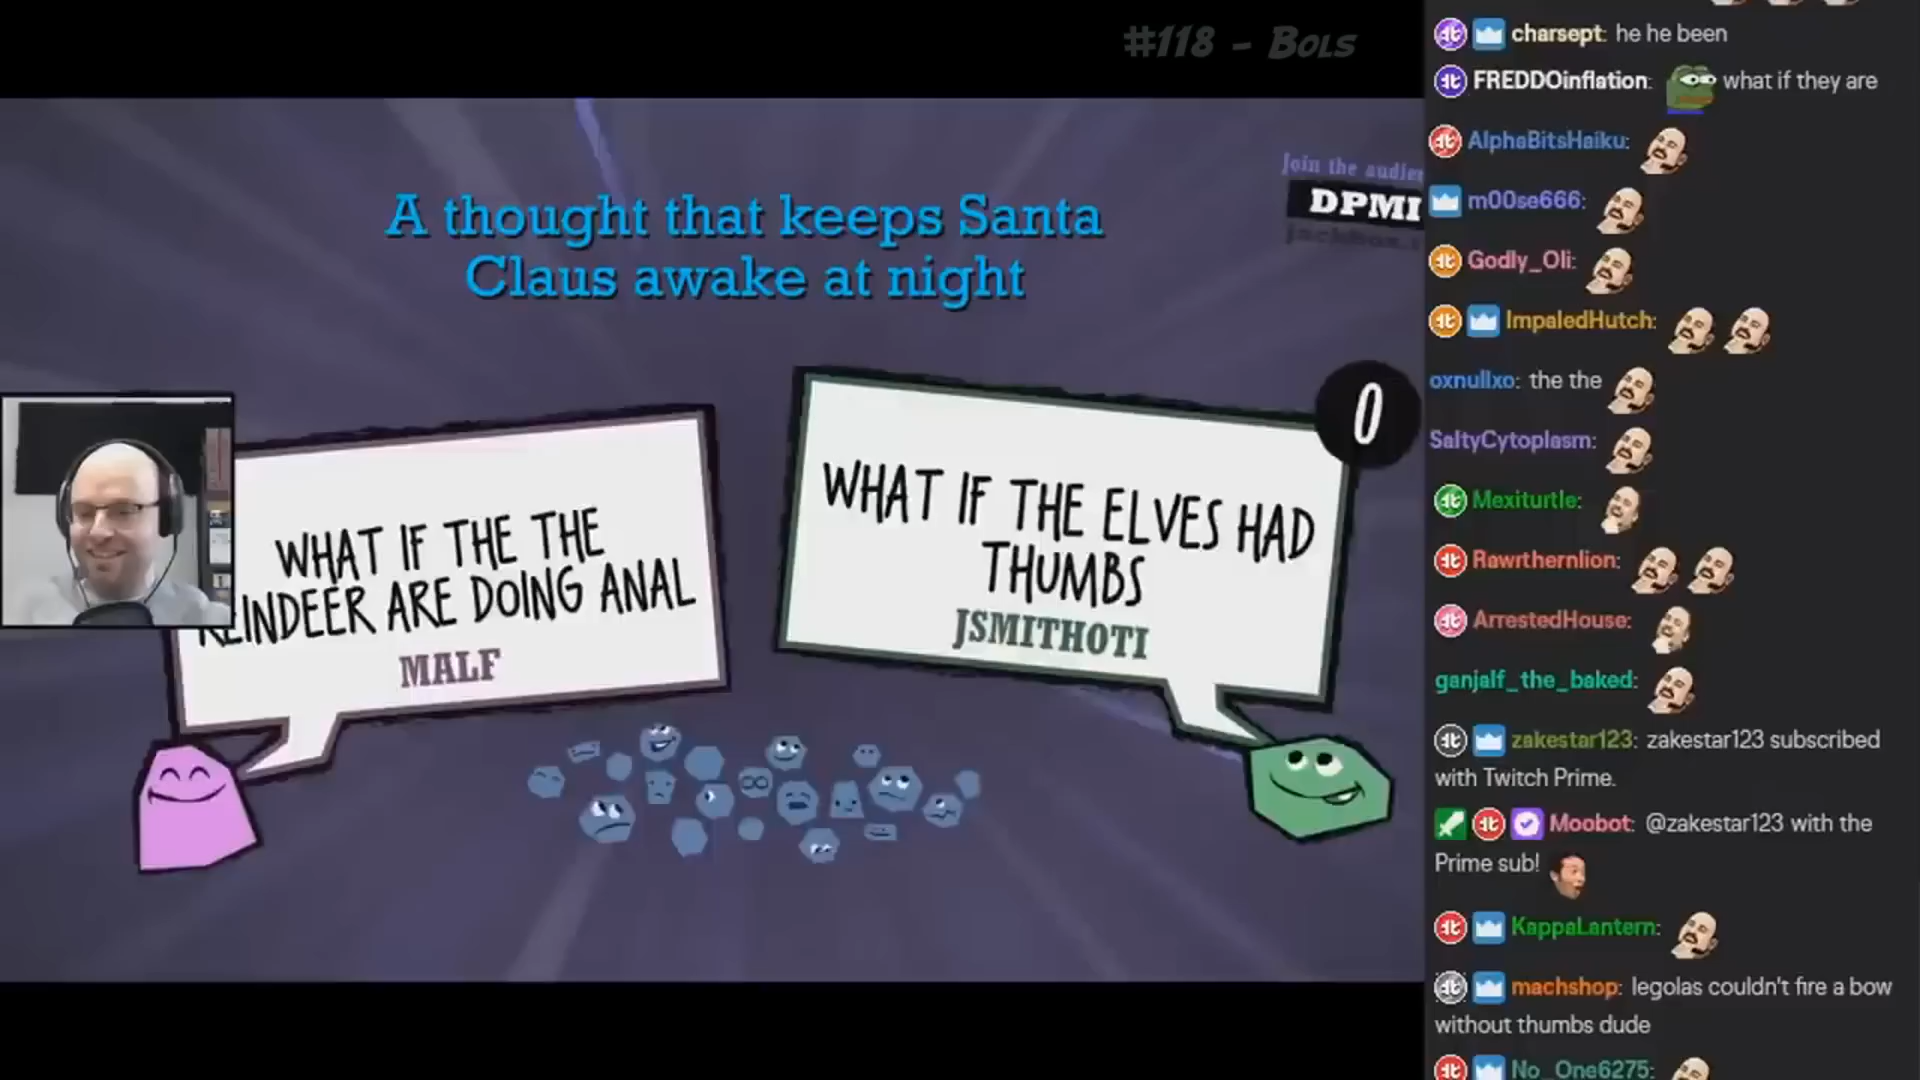 #118 - BOLS
A thought that keeps Santa
Claus awake at night
Join the audie
DPMI
jackbox.
0
WHAT IF THE THE
REINDEER ARE DOING ANAL
MALF
WHAT IF THE ELVES HAD
THUMBS
JSMITHOTI
charsept: he he been
FREDDOinflation: what if they are
AlphaBitsHaiku:
m00se666:
Godly_Oli:
ImpaledHutch:
oxnullxo: the the
SaltyCytoplasm:
Mexiturtle:
Rawrthernlion:
ArrestedHouse:
ganjalf_the_baked:
zakestar123: zakestar123 subscribed
with Twitch Prime.
Moobot: @zakestar123 with the
Prime sub!
KappaLantern:
machshop: legolas couldn't fire a bow
without thumbs dude
No_One6275: